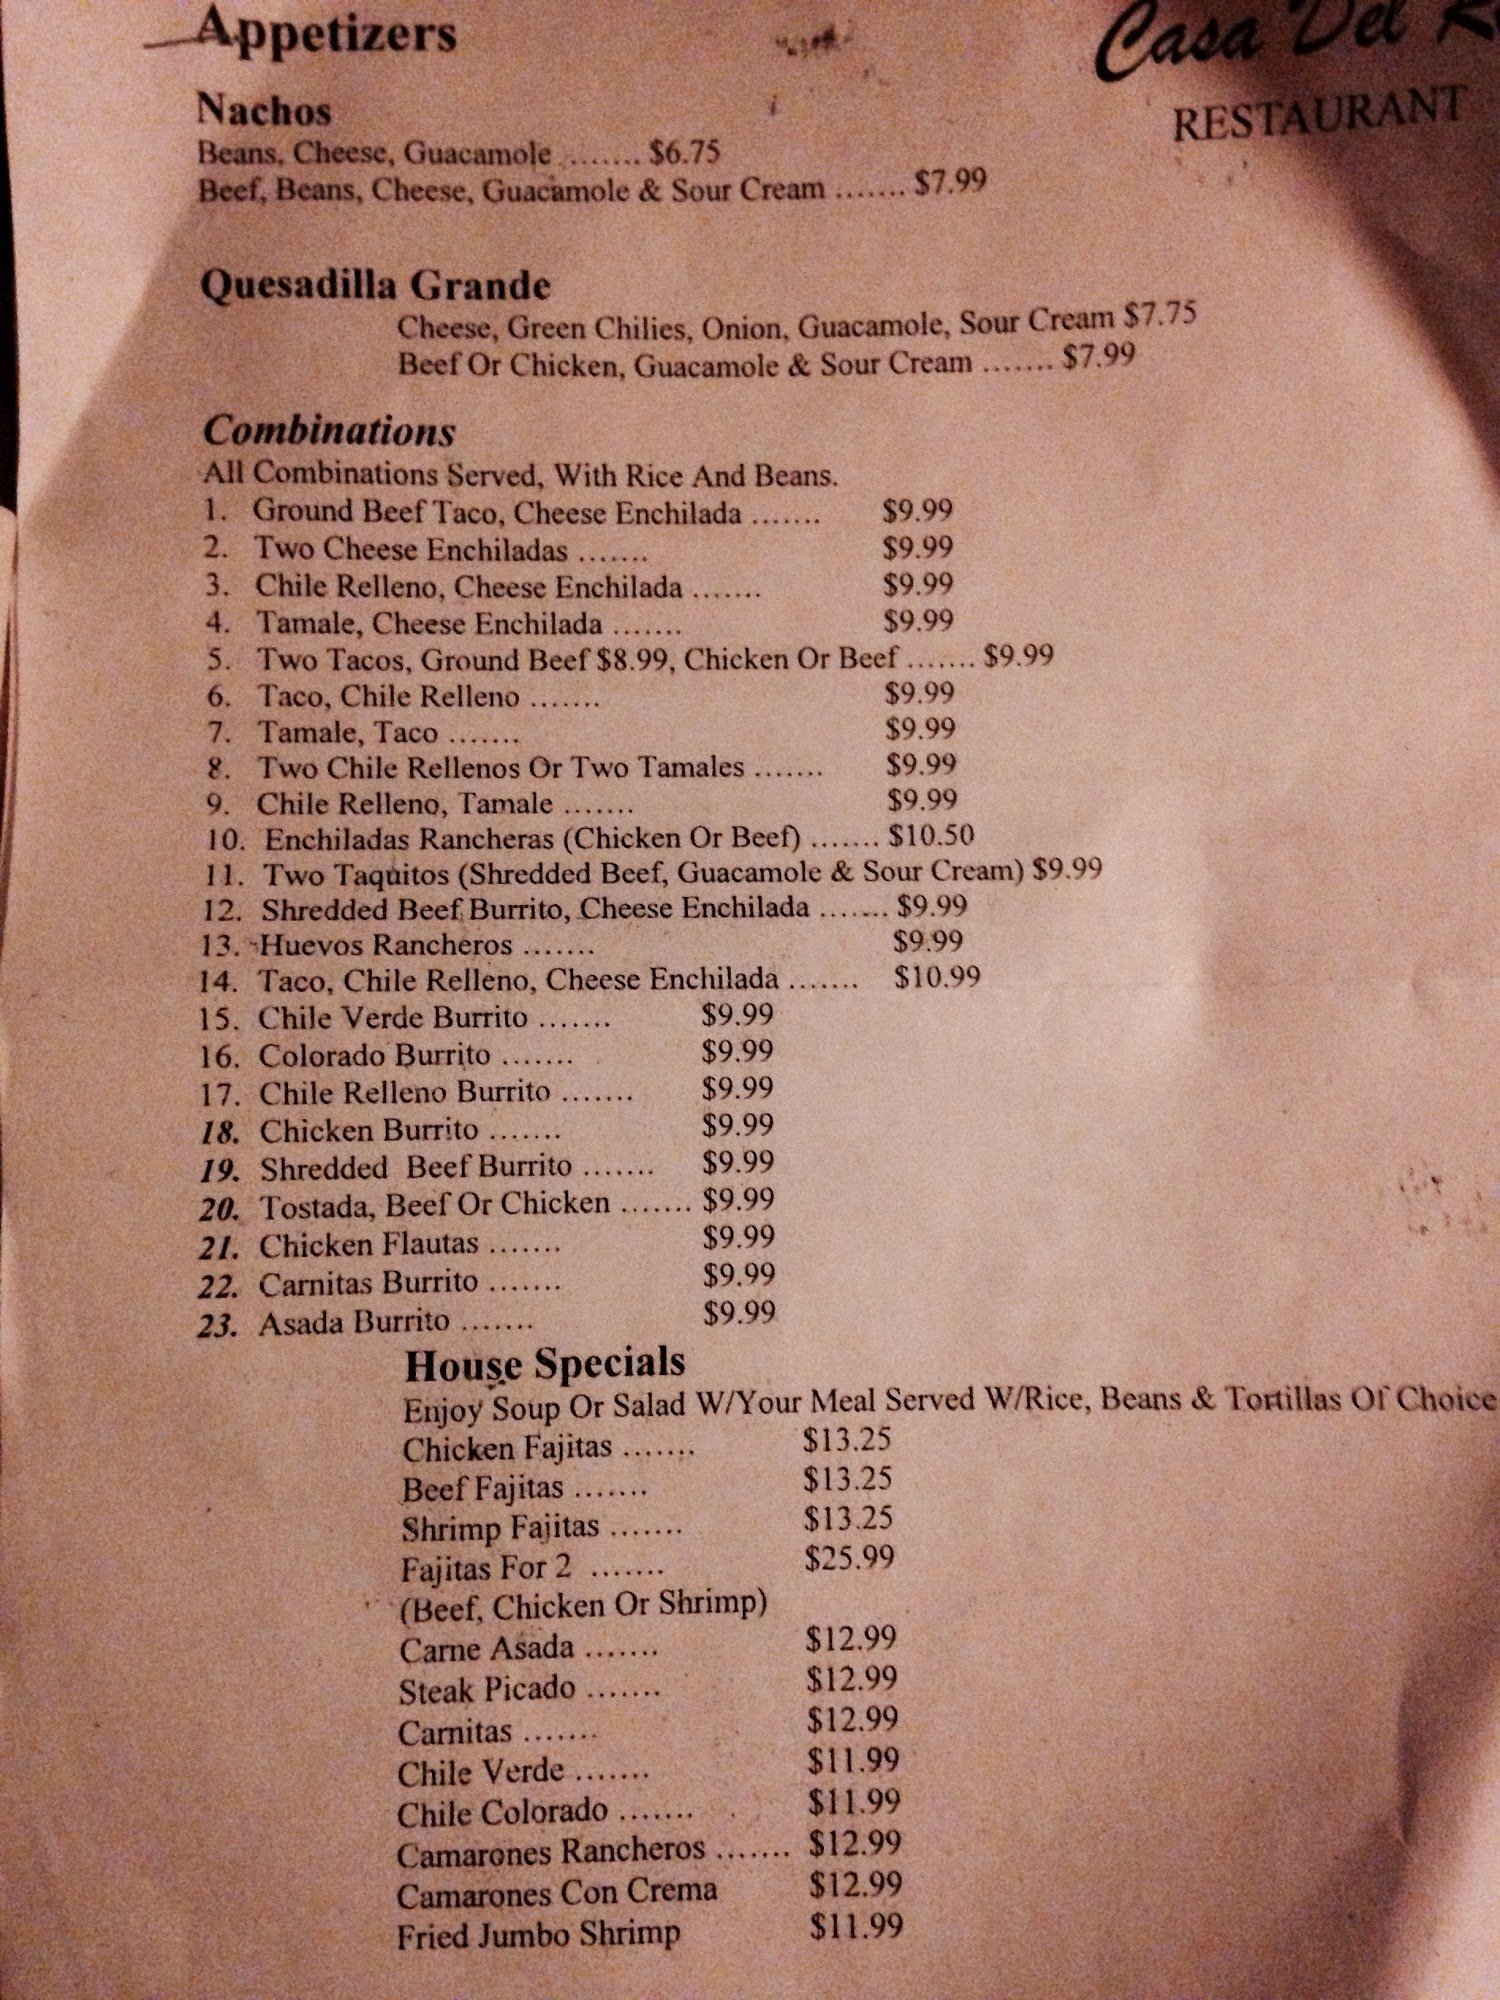 Appetizers
Casa Del
RESTAURANT
Nachos
Beans, Cheese, Guacamole ....... $6.75
Beef, Beans, Cheese, Guacamole & Sour Cream ....... $7.99
Quesadilla Grande
Cheese, Green Chilies, Onion, Guacamole, Sour Cream $7.75
Beef Or Chicken, Guacamole & Sour Cream ....... $7.99
Combinations
All Combinations Served, With Rice And Beans.
1. Ground Beef Taco, Cheese Enchilada ....... $9.99
2. Two Cheese Enchiladas ....... $9.99
3. Chile Relleno, Cheese Enchilada ....... $9.99
4. Tamale, Cheese Enchilada ....... $9.99
5. Two Tacos, Ground Beef $8.99, Chicken Or Beef ....... $9.99
6. Taco, Chile Relleno ....... $9.99
7. Tamale, Taco ....... $9.99
8. Two Chile Rellenos Or Two Tamales ....... $9.99
9. Chile Relleno, Tamale ....... $9.99
10. Enchiladas Rancheras (Chicken Or Beef) ....... $10.50
11. Two Taquitos (Shredded Beef, Guacamole & Sour Cream) $9.99
12. Shredded Beef Burrito, Cheese Enchilada ....... $9.99
13. Huevos Rancheros ....... $9.99
14. Taco, Chile Relleno, Cheese Enchilada ....... $10.99
15. Chile Verde Burrito ....... $9.99
16. Colorado Burrito ....... $9.99
17. Chile Relleno Burrito ....... $9.99
18. Chicken Burrito ....... $9.99
19. Shredded Beef Burrito ....... $9.99
20. Tostada, Beef Or Chicken ....... $9.99
21. Chicken Flautas ....... $9.99
22. Carnitas Burrito ....... $9.99
23. Asada Burrito ....... $9.99
House Specials
Enjoy Soup Or Salad W/Your Meal Served W/Rice, Beans & Tortillas Of Choice
Chicken Fajitas ....... $13.25
Beef Fajitas ....... $13.25
Shrimp Fajitas ....... $13.25
Fajitas For 2 ....... $25.99
(Beef, Chicken Or Shrimp)
Carne Asada ....... $12.99
Steak Picado ....... $12.99
Carnitas ....... $12.99
Chile Verde ....... $11.99
Chile Colorado ....... $11.99
Camarones Rancheros ....... $12.99
Camarones Con Crema $12.99
Fried Jumbo Shrimp $11.99